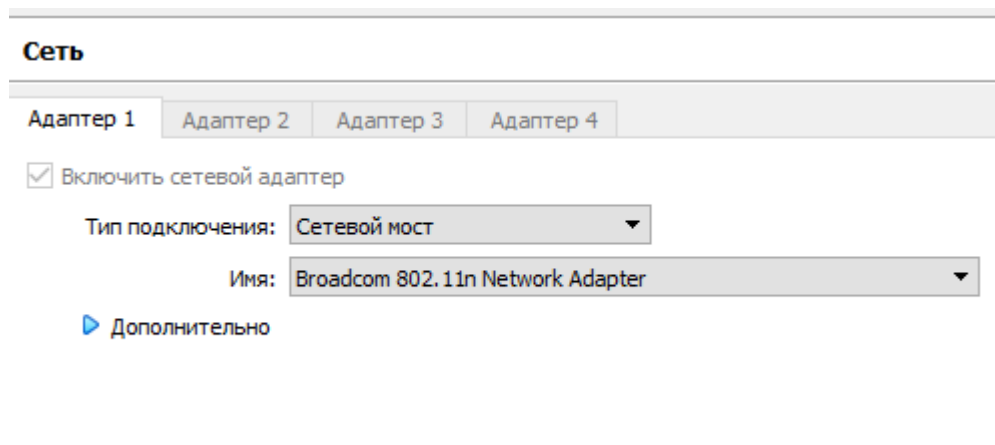 Сеть
Адаптер 1 Адаптер 2 Адаптер 3 Адаптер 4
Включить сетевой адаптер
Тип подключения: Сетевой мост
Имя: Broadcom 802.11n Network Adapter
Дополнительно